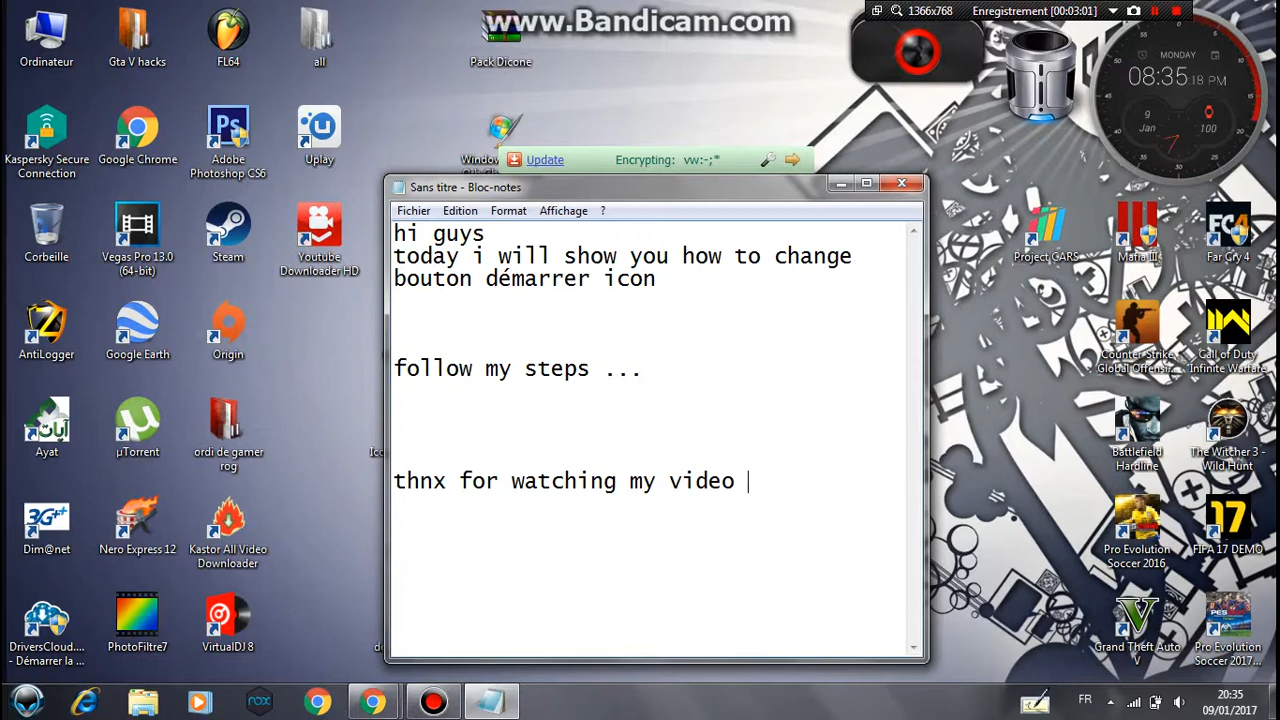 www.Bandicam.com
1366x768
Enregistrement [00:03:01]
Ordinateur
Gta V hacks
FL64
all
Pack Dicone
MONDAY
08:35:18 PM
9
Jan
100
Kaspersky Secure
Connection
Google Chrome
Adobe
Photoshop CS6
Uplay
Update
Encrypting: vw:-;*
Sans titre - Bloc-notes
Fichier
Edition
Format
Affichage
?
hi guys
today i will show you how to change
bouton démarrer icon
follow my steps ...
thnx for watching my video
Corbeille
Vegas Pro 13.0
(64-bit)
Steam
Youtube
Downloader HD
Project CARS
Mafia III
Far Cry 4
AntiLogger
Google Earth
Origin
Counter-Strike
Global Offensi...
Call of Duty
Infinite Warfare
Ayat
µTorrent
ordi de gamer
rog
Battlefield
Hardline
The Witcher 3 -
Wild Hunt
Dim@net
Nero Express 12
Kastor All Video
Downloader
Pro Evolution
Soccer 2016
FIFA 17 DEMO
DriversCloud....
- Démarrer la ...
PhotoFiltre7
VirtualDJ 8
Grand Theft Auto
V
Pro Evolution
Soccer 2017...
nox
FR
20:35
09/01/2017